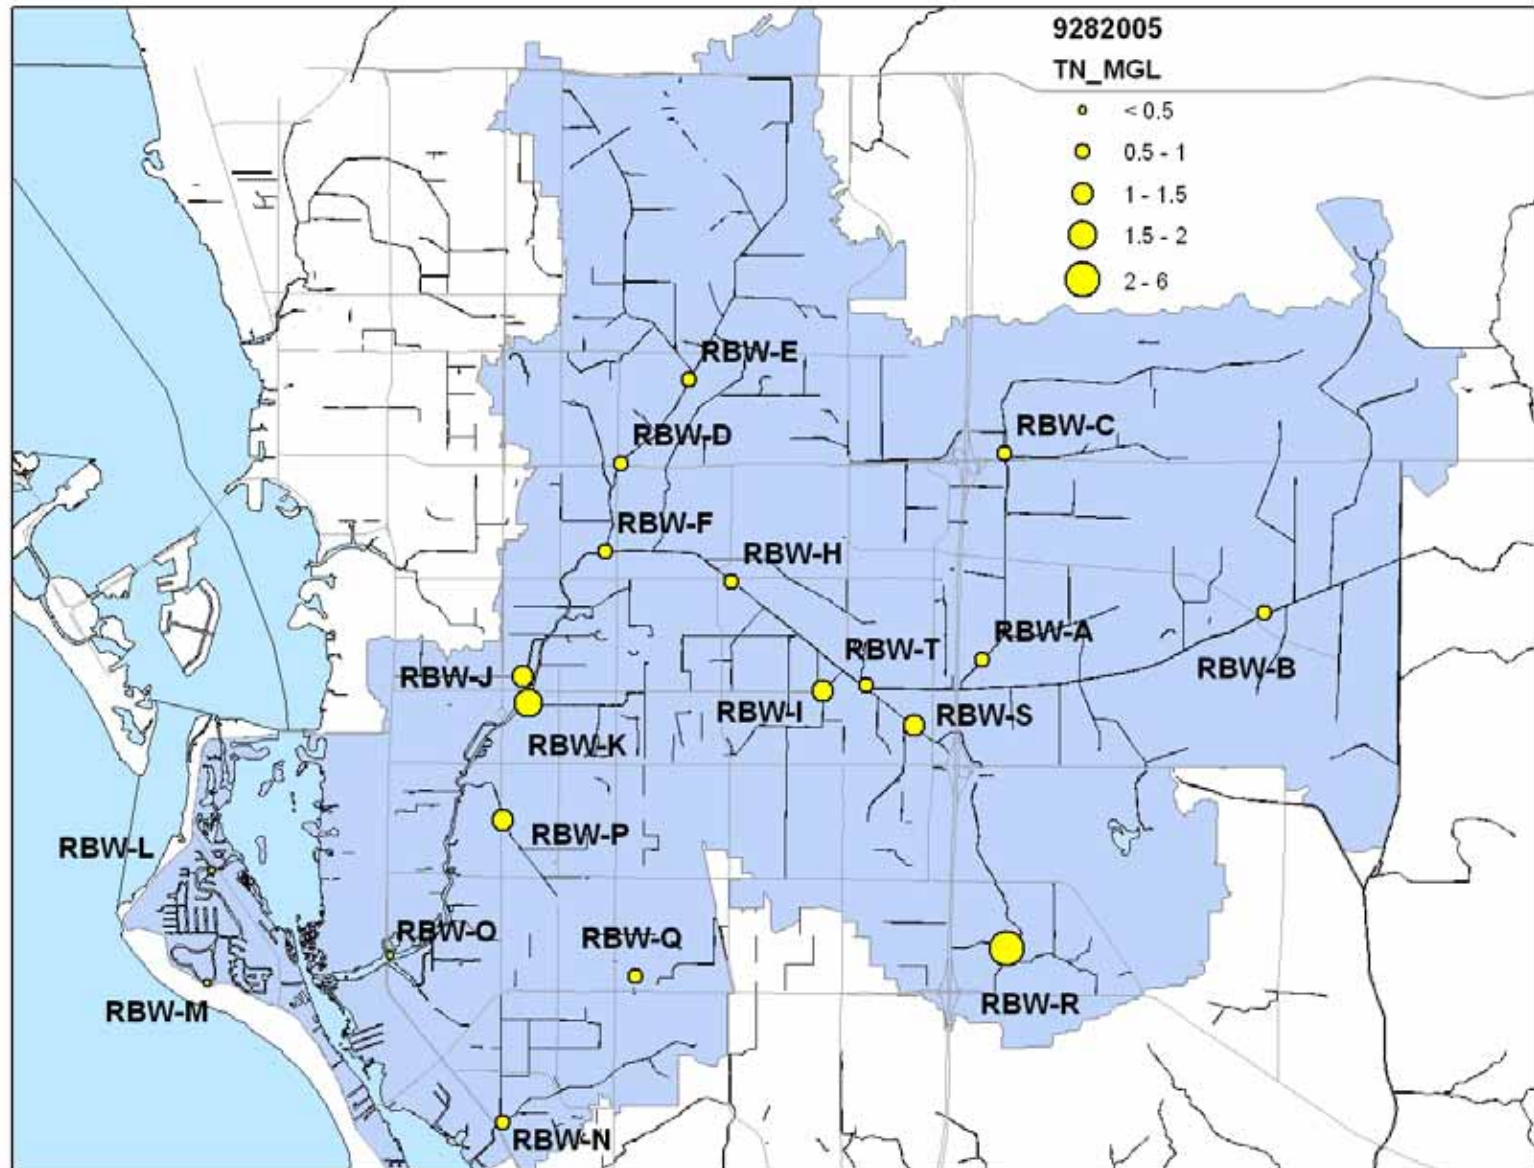 9282005
TN_MGL
< 0.5
0.5 - 1
1 - 1.5
1.5 - 2
2 - 6
RBW-E
RBW-D
RBW-C
RBW-F
RBW-H
RBW-A
RBW-T
RBW-B
RBW-J
RBW-I
RBW-S
RBW-K
RBW-P
RBW-L
RBW-O
RBW-Q
RBW-R
RBW-M
RBW-N